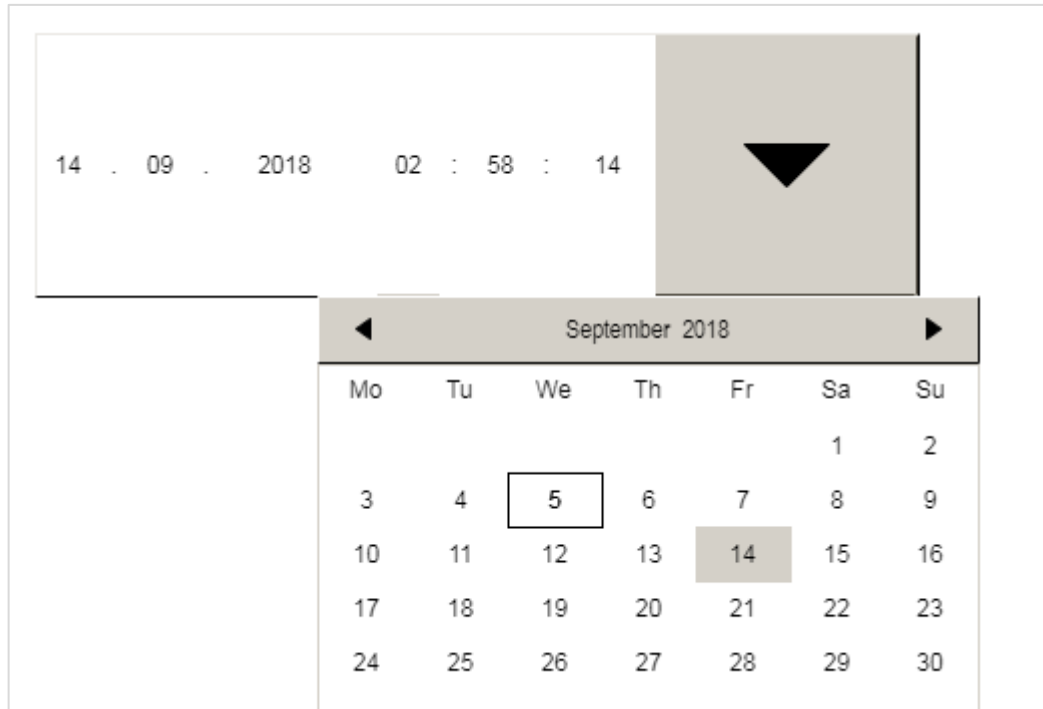 14 . 09 . 2018 02 : 58 : 14
September 2018
Mo Tu We Th Fr Sa Su
1 2
3 4 5 6 7 8 9
10 11 12 13 14 15 16
17 18 19 20 21 22 23
24 25 26 27 28 29 30